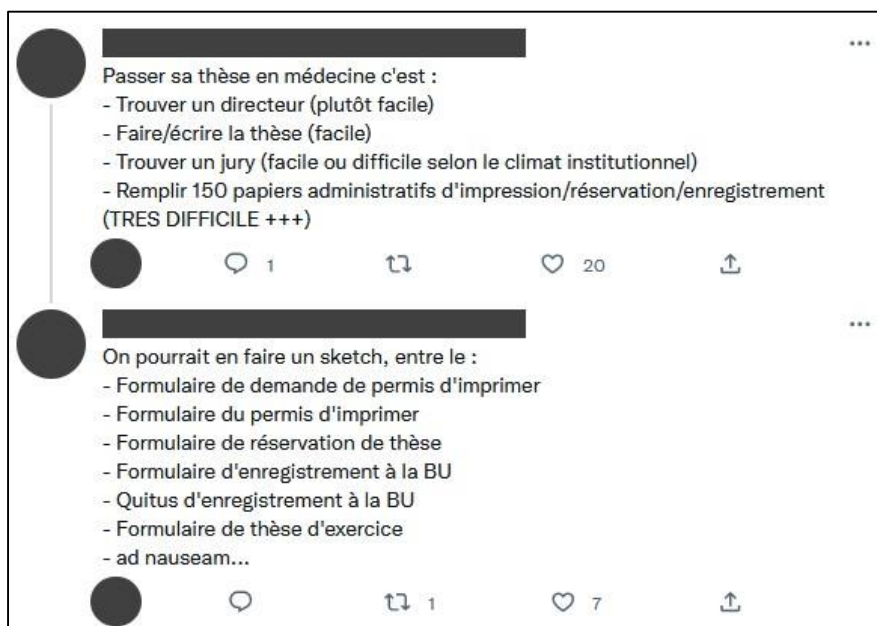 Passer sa thèse en médecine c'est :
- Trouver un directeur (plutôt facile)
- Faire/écrire la thèse (facile)
- Trouver un jury (facile ou difficile selon le climat institutionnel)
- Remplir 150 papiers administratifs d'impression/réservation/enregistrement
(TRES DIFFICILE +++)
1 20
On pourrait en faire un sketch, entre le :
- Formulaire de demande de permis d'imprimer
- Formulaire du permis d'imprimer
- Formulaire de réservation de thèse
- Formulaire d'enregistrement à la BU
- Quitus d'enregistrement à la BU
- Formulaire de thèse d'exercice
- ad nauseam...
1 7